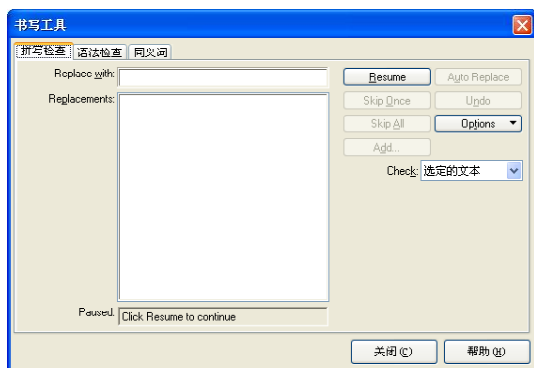 书写工具
拼写检查 语法检查 同义词
Replace with:
Resume Auto Replace
Replacements:
Skip Once Undo
Skip All Options
Add...
Check: 选定的文本
Paused. Click Resume to continue
关闭(C) 帮助(H)